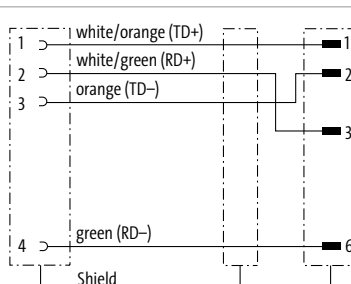 1 white/orange (TD+) 1
2 white/green (RD+) 2
3 orange (TD–)
3
4 green (RD–) 6
Shield